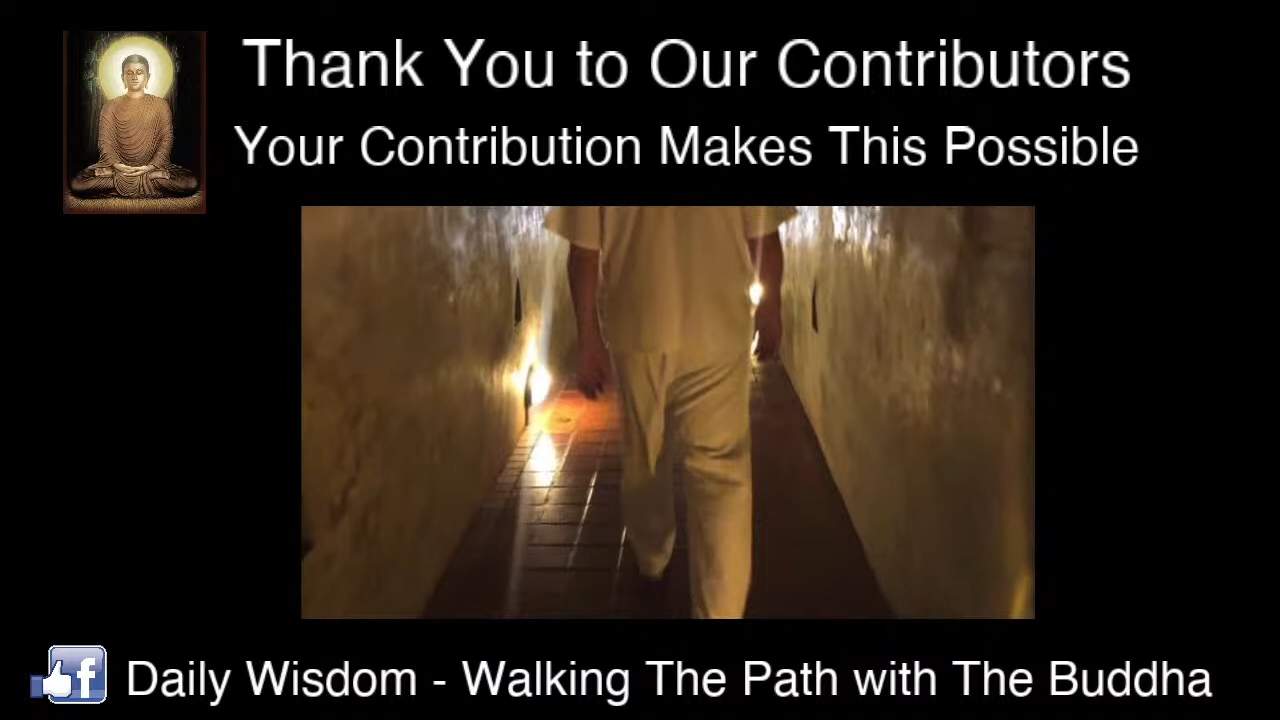 Thank You to Our Contributors
Your Contribution Makes This Possible
Daily Wisdom - Walking The Path with The Buddha